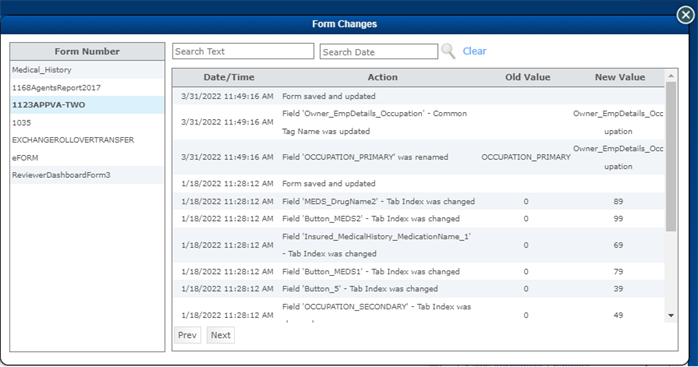 Form Changes
Form Number
Medical_History
1168AgentsReport2017
1123APPVA-TWO
1035
EXCHANGEROLLOVERTRANSFER
eFORM
ReviewerDashboardForm3
Search Text
Search Date
Clear
Date/Time Action Old Value New Value
3/31/2022 11:49:16 AM Form saved and updated
3/31/2022 11:49:16 AM Field 'Owner_EmpDetails_Occupation' - Common
Tag Name was updated
Owner_EmpDetails_Occ
upation
3/31/2022 11:49:16 AM Field 'OCCUPATION_PRIMARY' was renamed OCCUPATION_PRIMARY Owner_EmpDetails_Occ
upation
1/18/2022 11:28:12 AM Form saved and updated
1/18/2022 11:28:12 AM Field 'MEDS_DrugName2' - Tab Index was changed 0 89
1/18/2022 11:28:12 AM Field 'Button_MEDS2' - Tab Index was changed 0 99
1/18/2022 11:28:12 AM Field 'Insured_MedicalHistory_MedicationName_1'
- Tab Index was changed 0 69
1/18/2022 11:28:12 AM Field 'Button_MEDS1' - Tab Index was changed 0 79
1/18/2022 11:28:12 AM Field 'Button_5' - Tab Index was changed 0 39
1/18/2022 11:28:12 AM Field 'OCCUPATION_SECONDARY' - Tab Index was 0 49
Prev Next